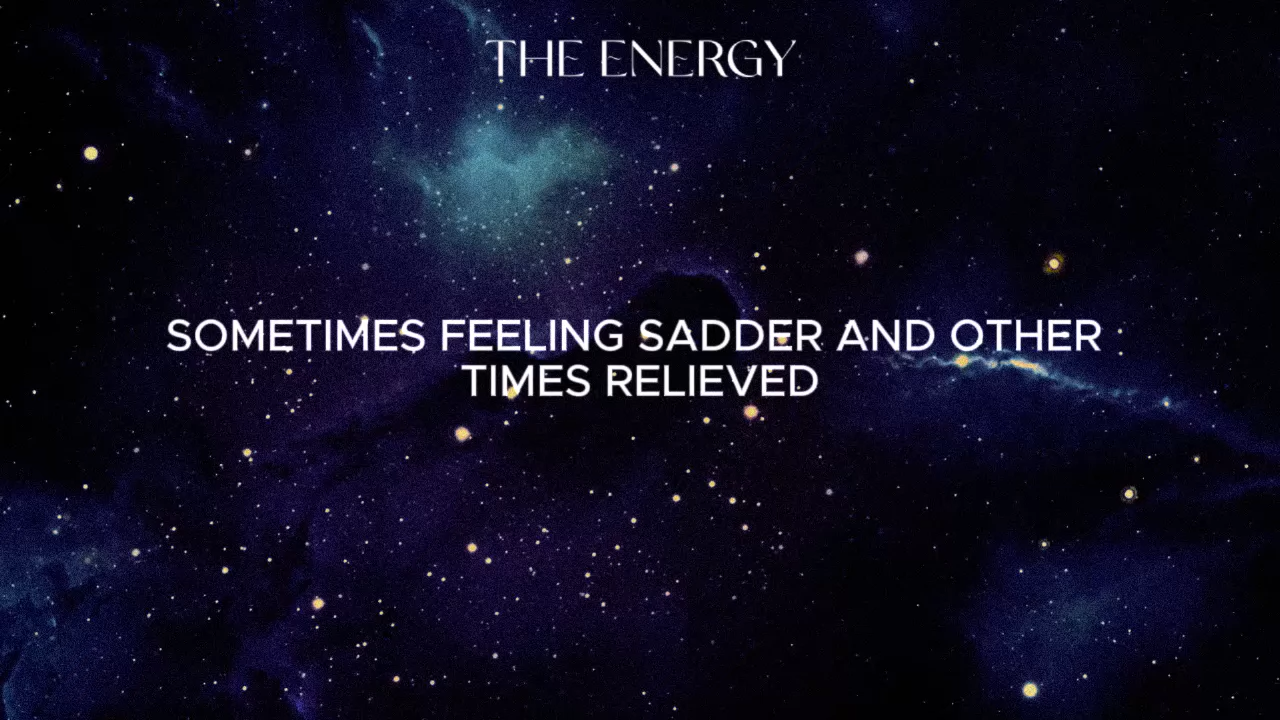 THE ENERGY
SOMETIMES FEELING SADDER AND OTHER
TIMES RELIEVED